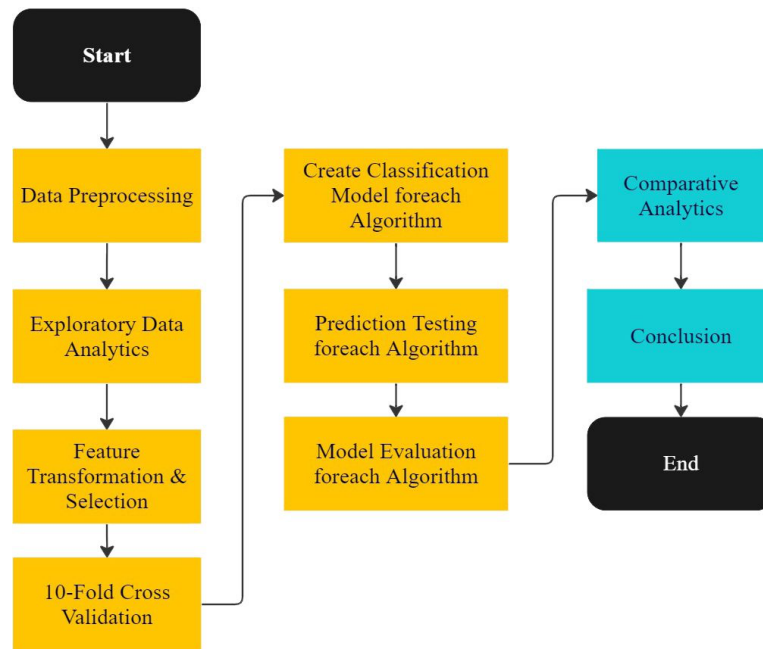 Start
Data Preprocessing
Exploratory Data
Analytics
Feature
Transformation &
Selection
10-Fold Cross
Validation
Create Classification
Model foreach
Algorithm
Prediction Testing
foreach Algorithm
Model Evaluation
foreach Algorithm
Comparative
Analytics
Conclusion
End